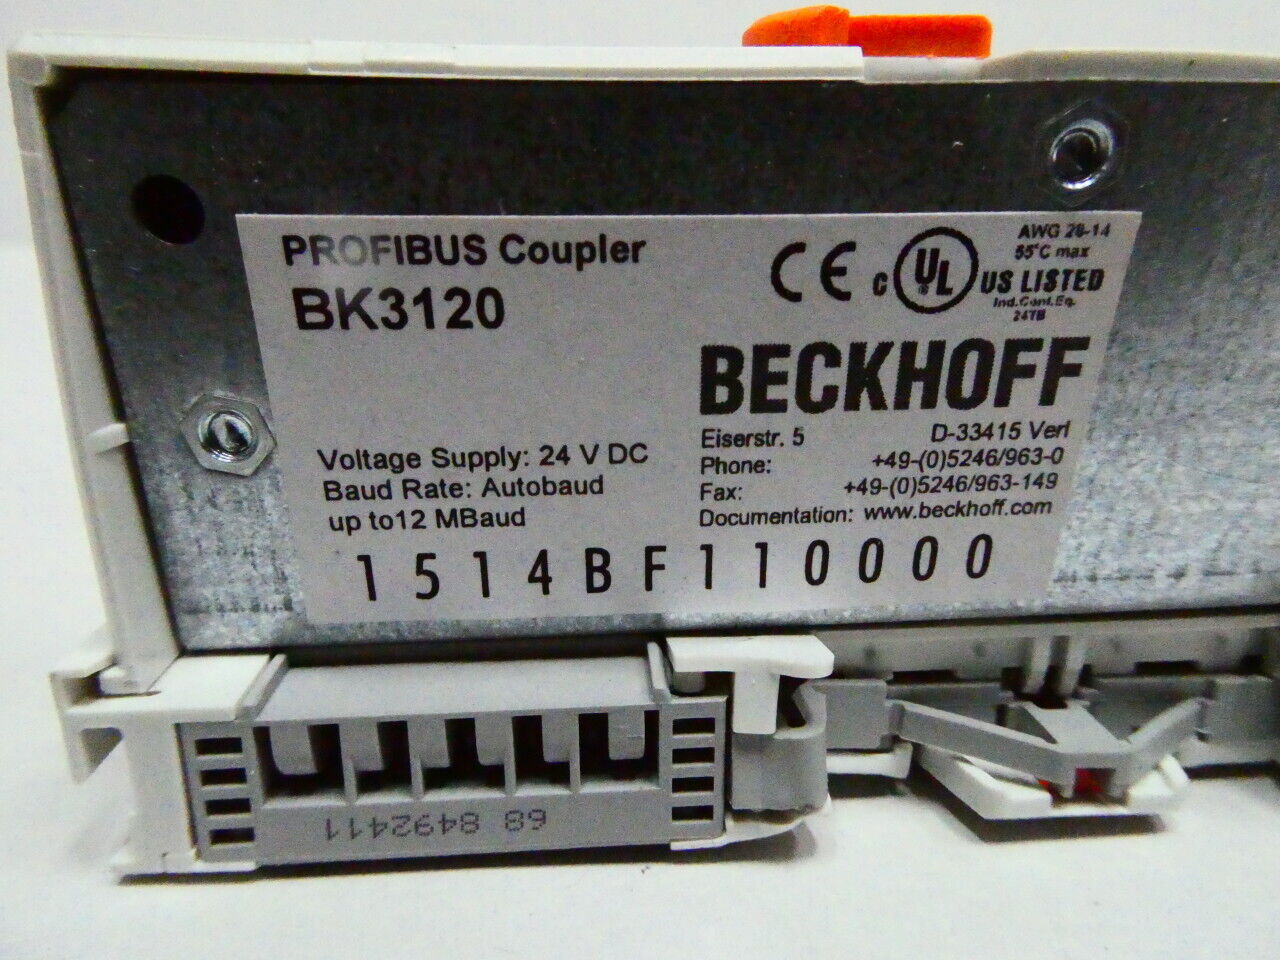 PROFIBUS Coupler
BK3120
CE
c UL US LISTED
AWG 28-14
55°C max
Ind.Cont.Eq.
24TB
BECKHOFF
Eiserstr. 5 D-33415 Verl
Phone: +49-(0)5246/963-0
Fax: +49-(0)5246/963-149
Documentation: www.beckhoff.com
Voltage Supply: 24 V DC
Baud Rate: Autobaud
up to12 MBaud
1514BF110000
68 8492411